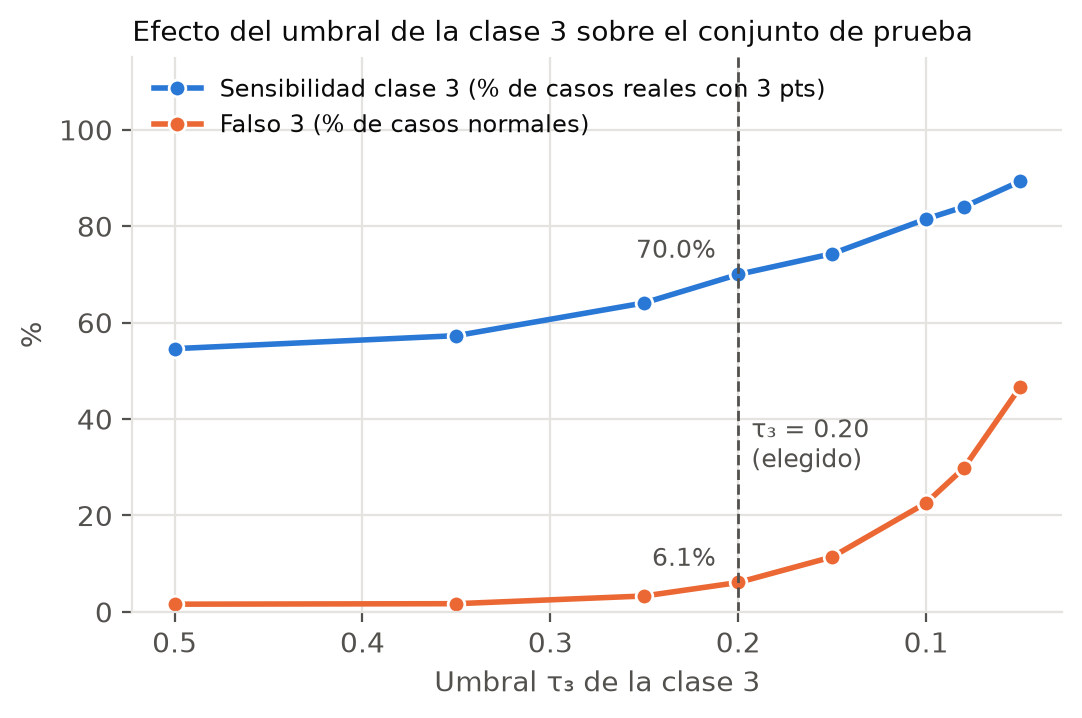 Efecto del umbral de la clase 3 sobre el conjunto de prueba
Sensibilidad clase 3 (% de casos reales con 3 pts)
Falso 3 (% de casos normales)
100
80
60
40
20
0
%
70.0%
τ₃ = 0.20
(elegido)
6.1%
0.5
0.4
0.3
0.2
0.1
Umbral τ₃ de la clase 3